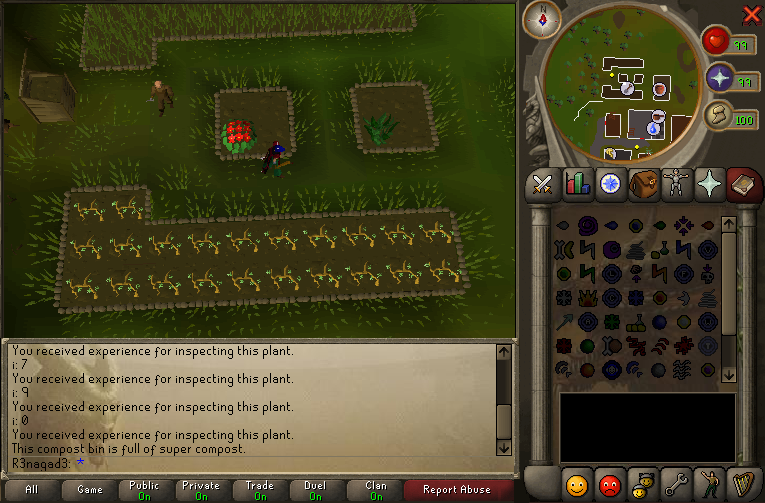 N
99
99
100
You received experience for inspecting this plant.
i: 7
You received experience for inspecting this plant.
i: 9
You received experience for inspecting this plant.
i: 0
You received experience for inspecting this plant.
This compost bin is full of super compost.
R3naqad3: *
All
Game
Public
On
Private
On
Trade
On
Duel
On
Clan
On
Report Abuse